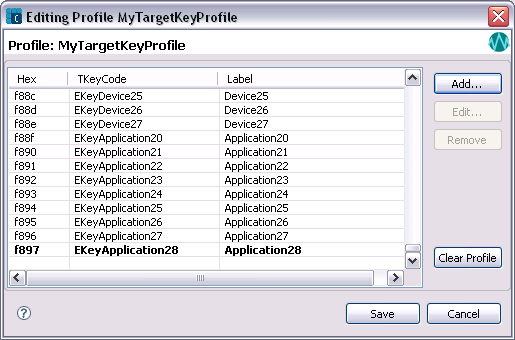 Editing Profile MyTargetKeyProfile
Profile: MyTargetKeyProfile
Hex TKeyCode Label
f88c EKeyDevice25 Device25
f88d EKeyDevice26 Device26
f88e EKeyDevice27 Device27
f88f EKeyApplication20 Application20
f890 EKeyApplication21 Application21
f891 EKeyApplication22 Application22
f892 EKeyApplication23 Application23
f893 EKeyApplication24 Application24
f894 EKeyApplication25 Application25
f895 EKeyApplication26 Application26
f896 EKeyApplication27 Application27
f897 EKeyApplication28 Application28
Add...
Edit...
Remove
Clear Profile
Save Cancel